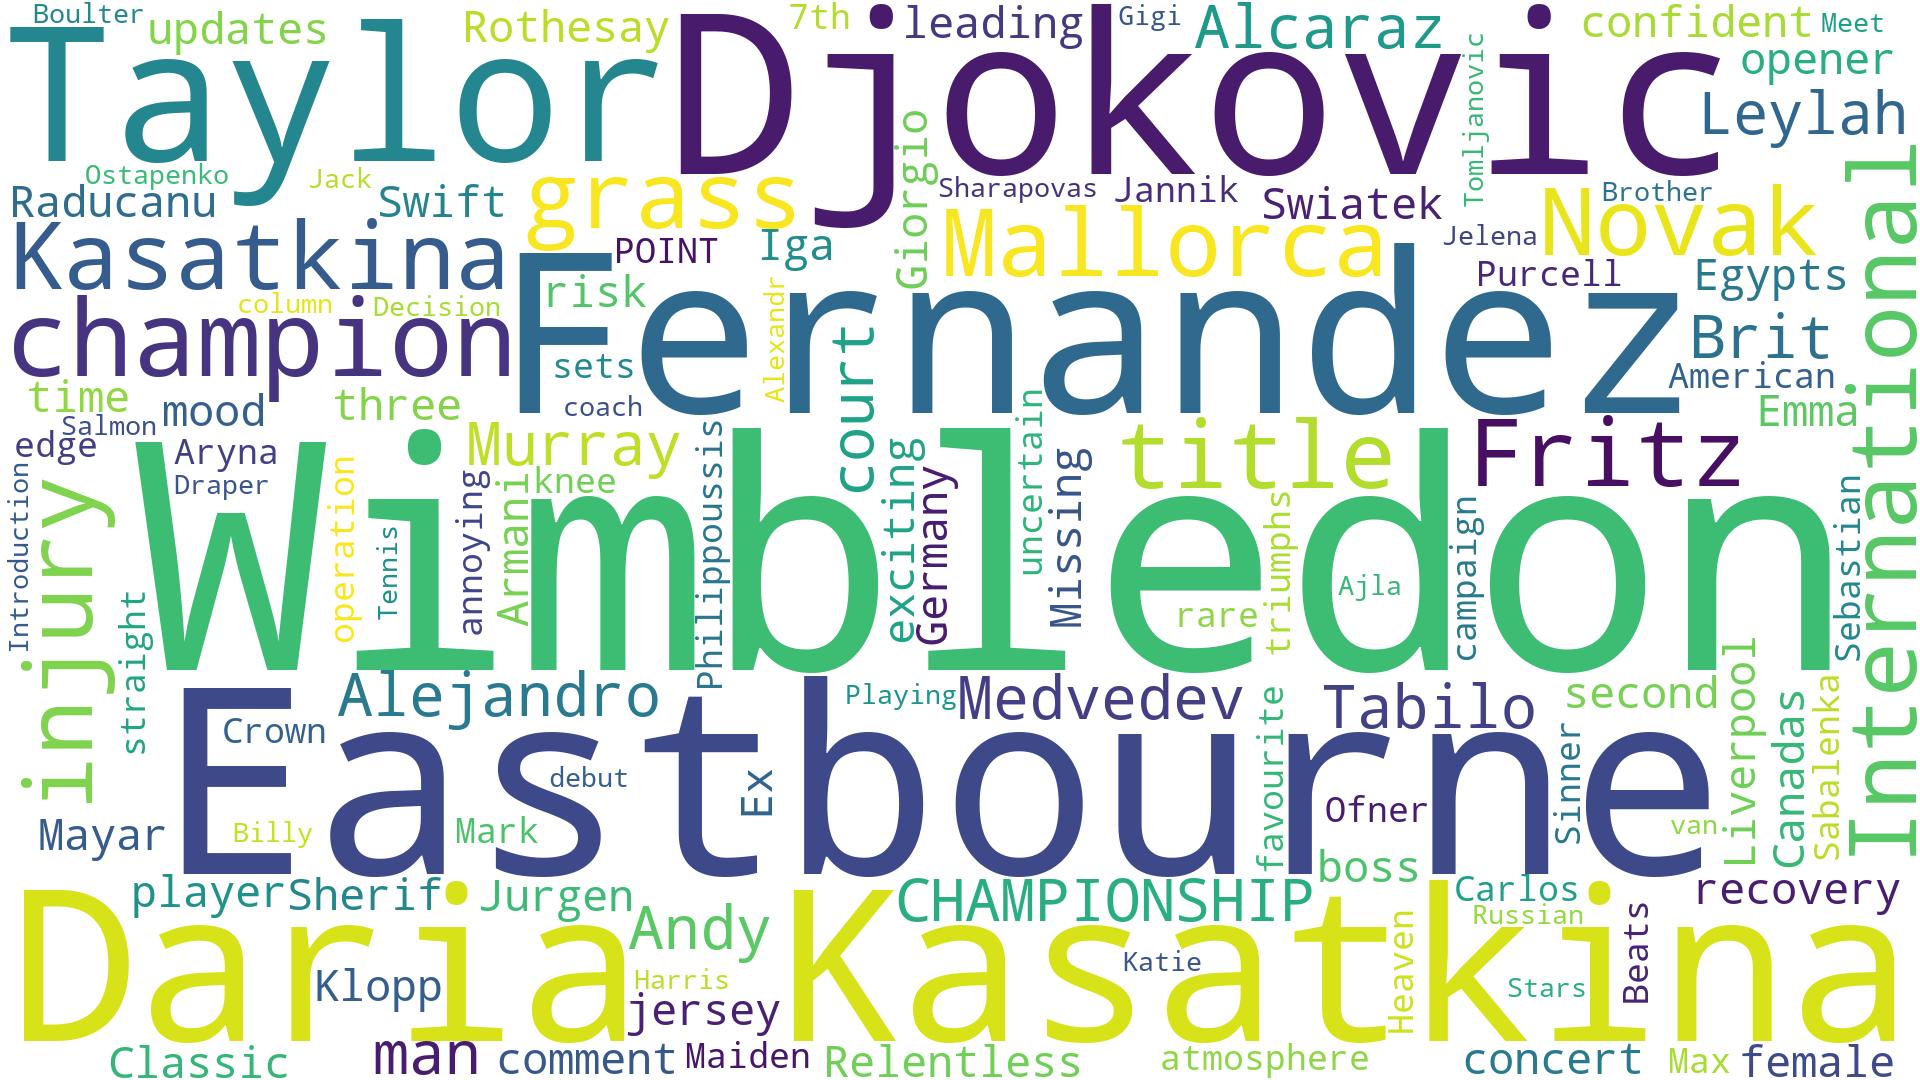 Boulter
updates
Rothesay
7th
leading
Gigi
Alcaraz
confident
Meet
Taylor
Djokovic
opener
Leylah
Ostapenko
Jack
Giorgio
Tomljanovic
Raducanu
Swift
grass
Sharapovas
Jannik
Swiatek
Brother
Novak
Kasatkina
POINT
Iga
Mallorca
Jelena
International
column
Decision
risk
Purcell
Egypts
champion
Fernandez
Alexandr
Brit
sets
court
American
time
mood
three
coach
Emma
Salmon
edge
Aryna
Murray
uncertain
title
Fritz
Draper
knee
Introduction
injury
Wimbledon
operation
Tennis
annoying
Armani
Philippoussis
exciting
Germany
Missing
rare
triumphs
Ajla
campaign
Sebastian
straight
Alejandro
Playing
Medvedev
Tabilo
second
Liverpool
Canadas
Sabalenka
Crown
Eastbourne
debut
Ex
favourite
Ofner
Sinner
van
Mayar
Billy
Mark
boss
player
Sherif
Jurgen
CHAMPIONSHIP
Carlos
recovery
Daria Kasatkina
Andy
Russian
Heaven
Beats
Klopp
Harris
Katie
Stars
jersey
Classic
man
comment
Maiden
Relentless
atmosphere
concert
Max
female